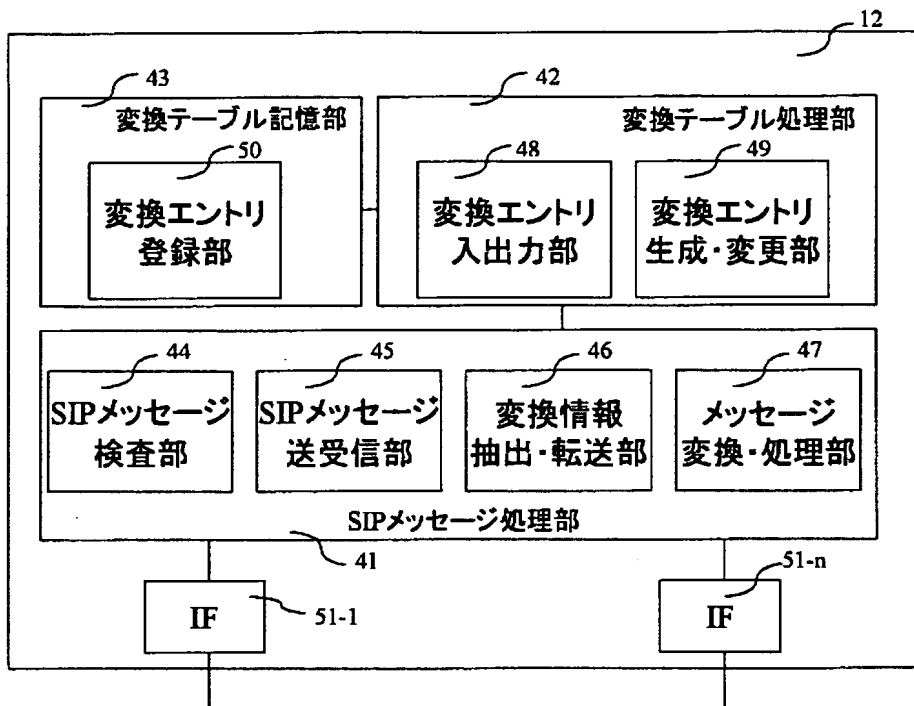 12
43
変換テーブル記憶部
50
変換エントリ
登録部
42
変換テーブル処理部
48
変換エントリ
入出力部
49
変換エントリ
生成・変更部
44
SIPメッセージ
検査部
45
SIPメッセージ
送受信部
46
変換情報
抽出・転送部
47
メッセージ
変換・処理部
SIPメッセージ処理部
41
IF
51-1
IF
51-n